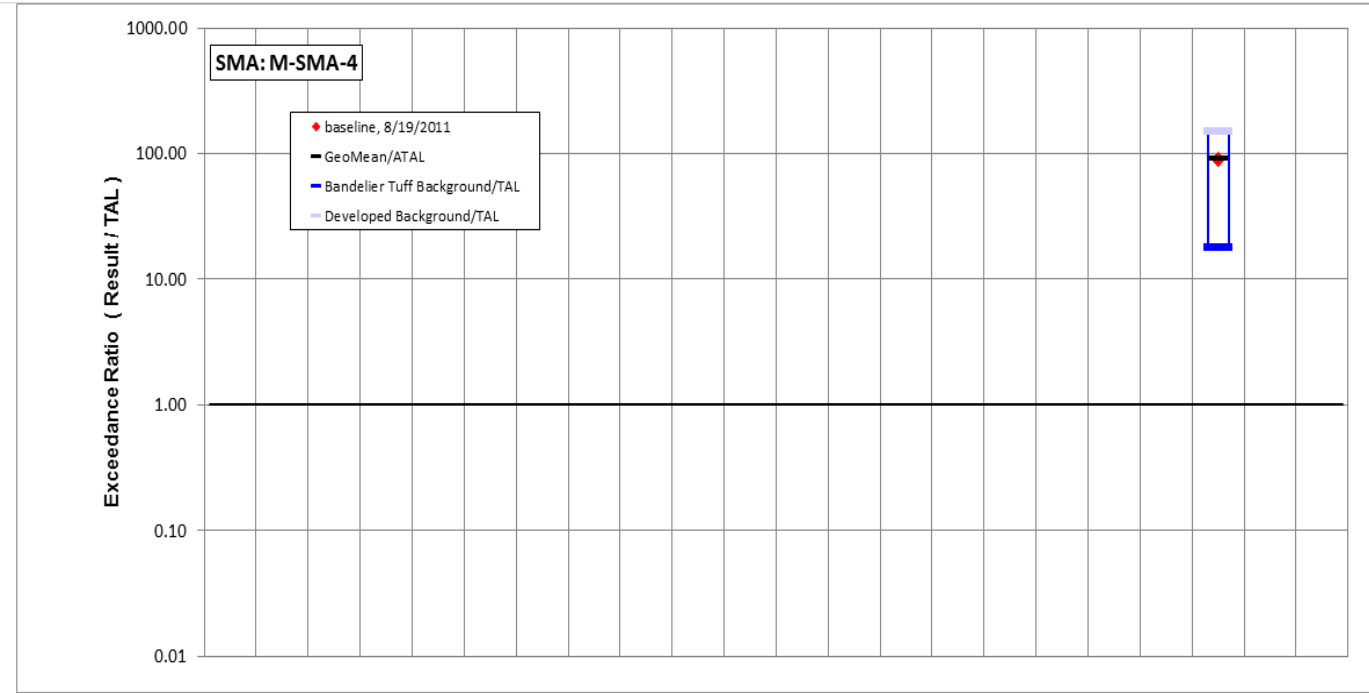 1000.00
SMA: M-SMA-4
baseline, 8/19/2011
GeoMean/ATAL
Bandelier Tuff Background/TAL
Developed Background/TAL
100.00
10.00
1.00
0.10
0.01
Exceedance Ratio ( Result / TAL )